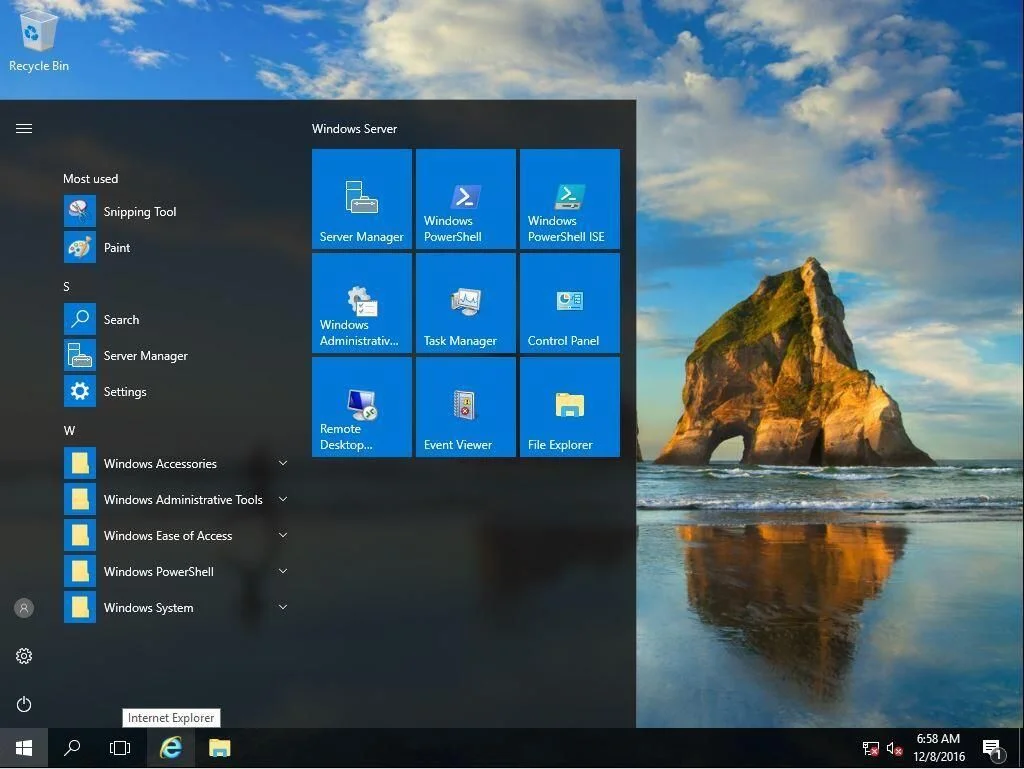 Recycle Bin
Windows Server
Most used
Snipping Tool
Paint
S
Search
Server Manager
Settings
W
Windows Accessories
Windows Administrative Tools
Windows Ease of Access
Windows PowerShell
Windows System
Server Manager
Windows
PowerShell
Windows
PowerShell ISE
Windows
Administrativ...
Task Manager
Control Panel
Remote
Desktop...
Event Viewer
File Explorer
Internet Explorer
6:58 AM
12/8/2016
1